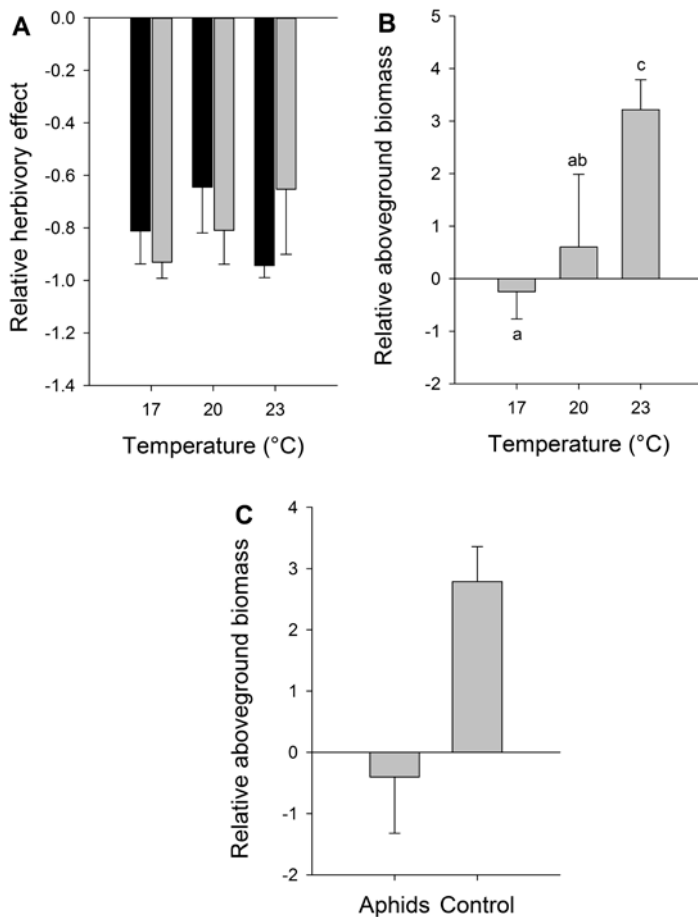 A
Relative herbivory effect
0.0
-0.2
-0.4
-0.6
-0.8
-1.0
-1.2
-1.4
17 20 23
Temperature (°C)
B
Relative aboveground biomass
5
4
3
2
1
0
-1
-2
a
ab
c
17 20 23
Temperature (°C)
C
Relative aboveground biomass
4
3
2
1
0
-1
-2
Aphids Control